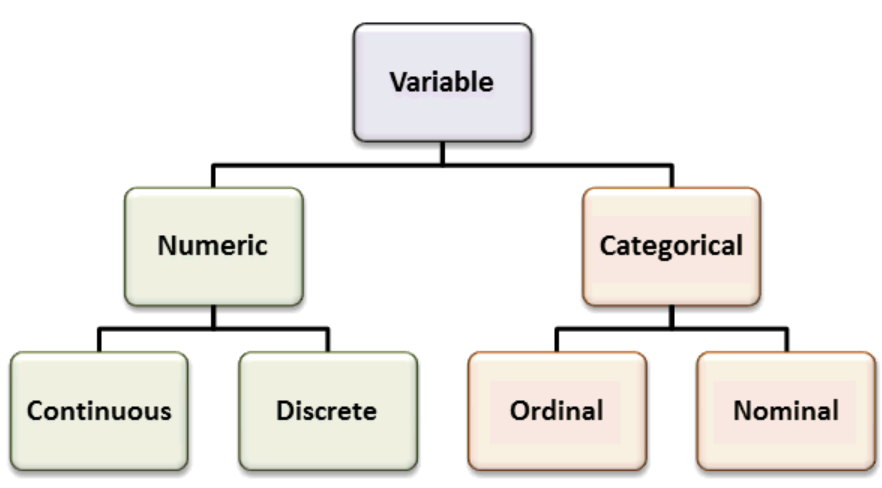 Variable
Numeric
Categorical
Continuous
Discrete
Ordinal
Nominal